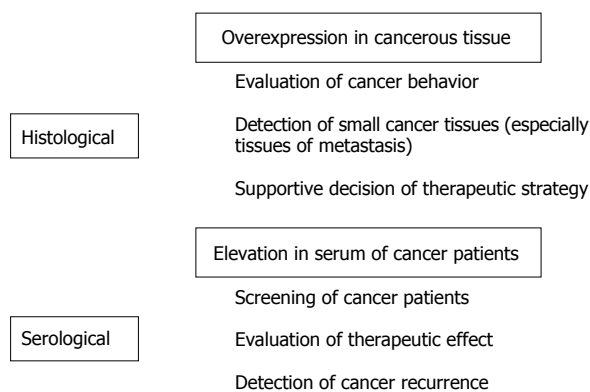 Overexpression in cancerous tissue
Evaluation of cancer behavior
Histological
Detection of small cancer tissues (especially
tissues of metastasis)
Supportive decision of therapeutic strategy
Elevation in serum of cancer patients
Screening of cancer patients
Serological
Evaluation of therapeutic effect
Detection of cancer recurrence